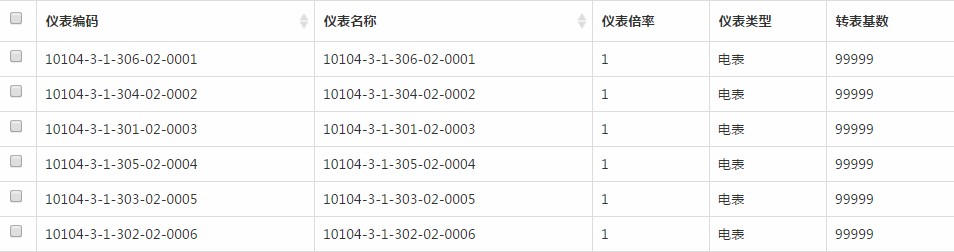 仪表编码 仪表名称 仪表倍率 仪表类型 转表基数
10104-3-1-306-02-0001 10104-3-1-306-02-0001 1 电表 99999
10104-3-1-304-02-0002 10104-3-1-304-02-0002 1 电表 99999
10104-3-1-301-02-0003 10104-3-1-301-02-0003 1 电表 99999
10104-3-1-305-02-0004 10104-3-1-305-02-0004 1 电表 99999
10104-3-1-303-02-0005 10104-3-1-303-02-0005 1 电表 99999
10104-3-1-302-02-0006 10104-3-1-302-02-0006 1 电表 99999